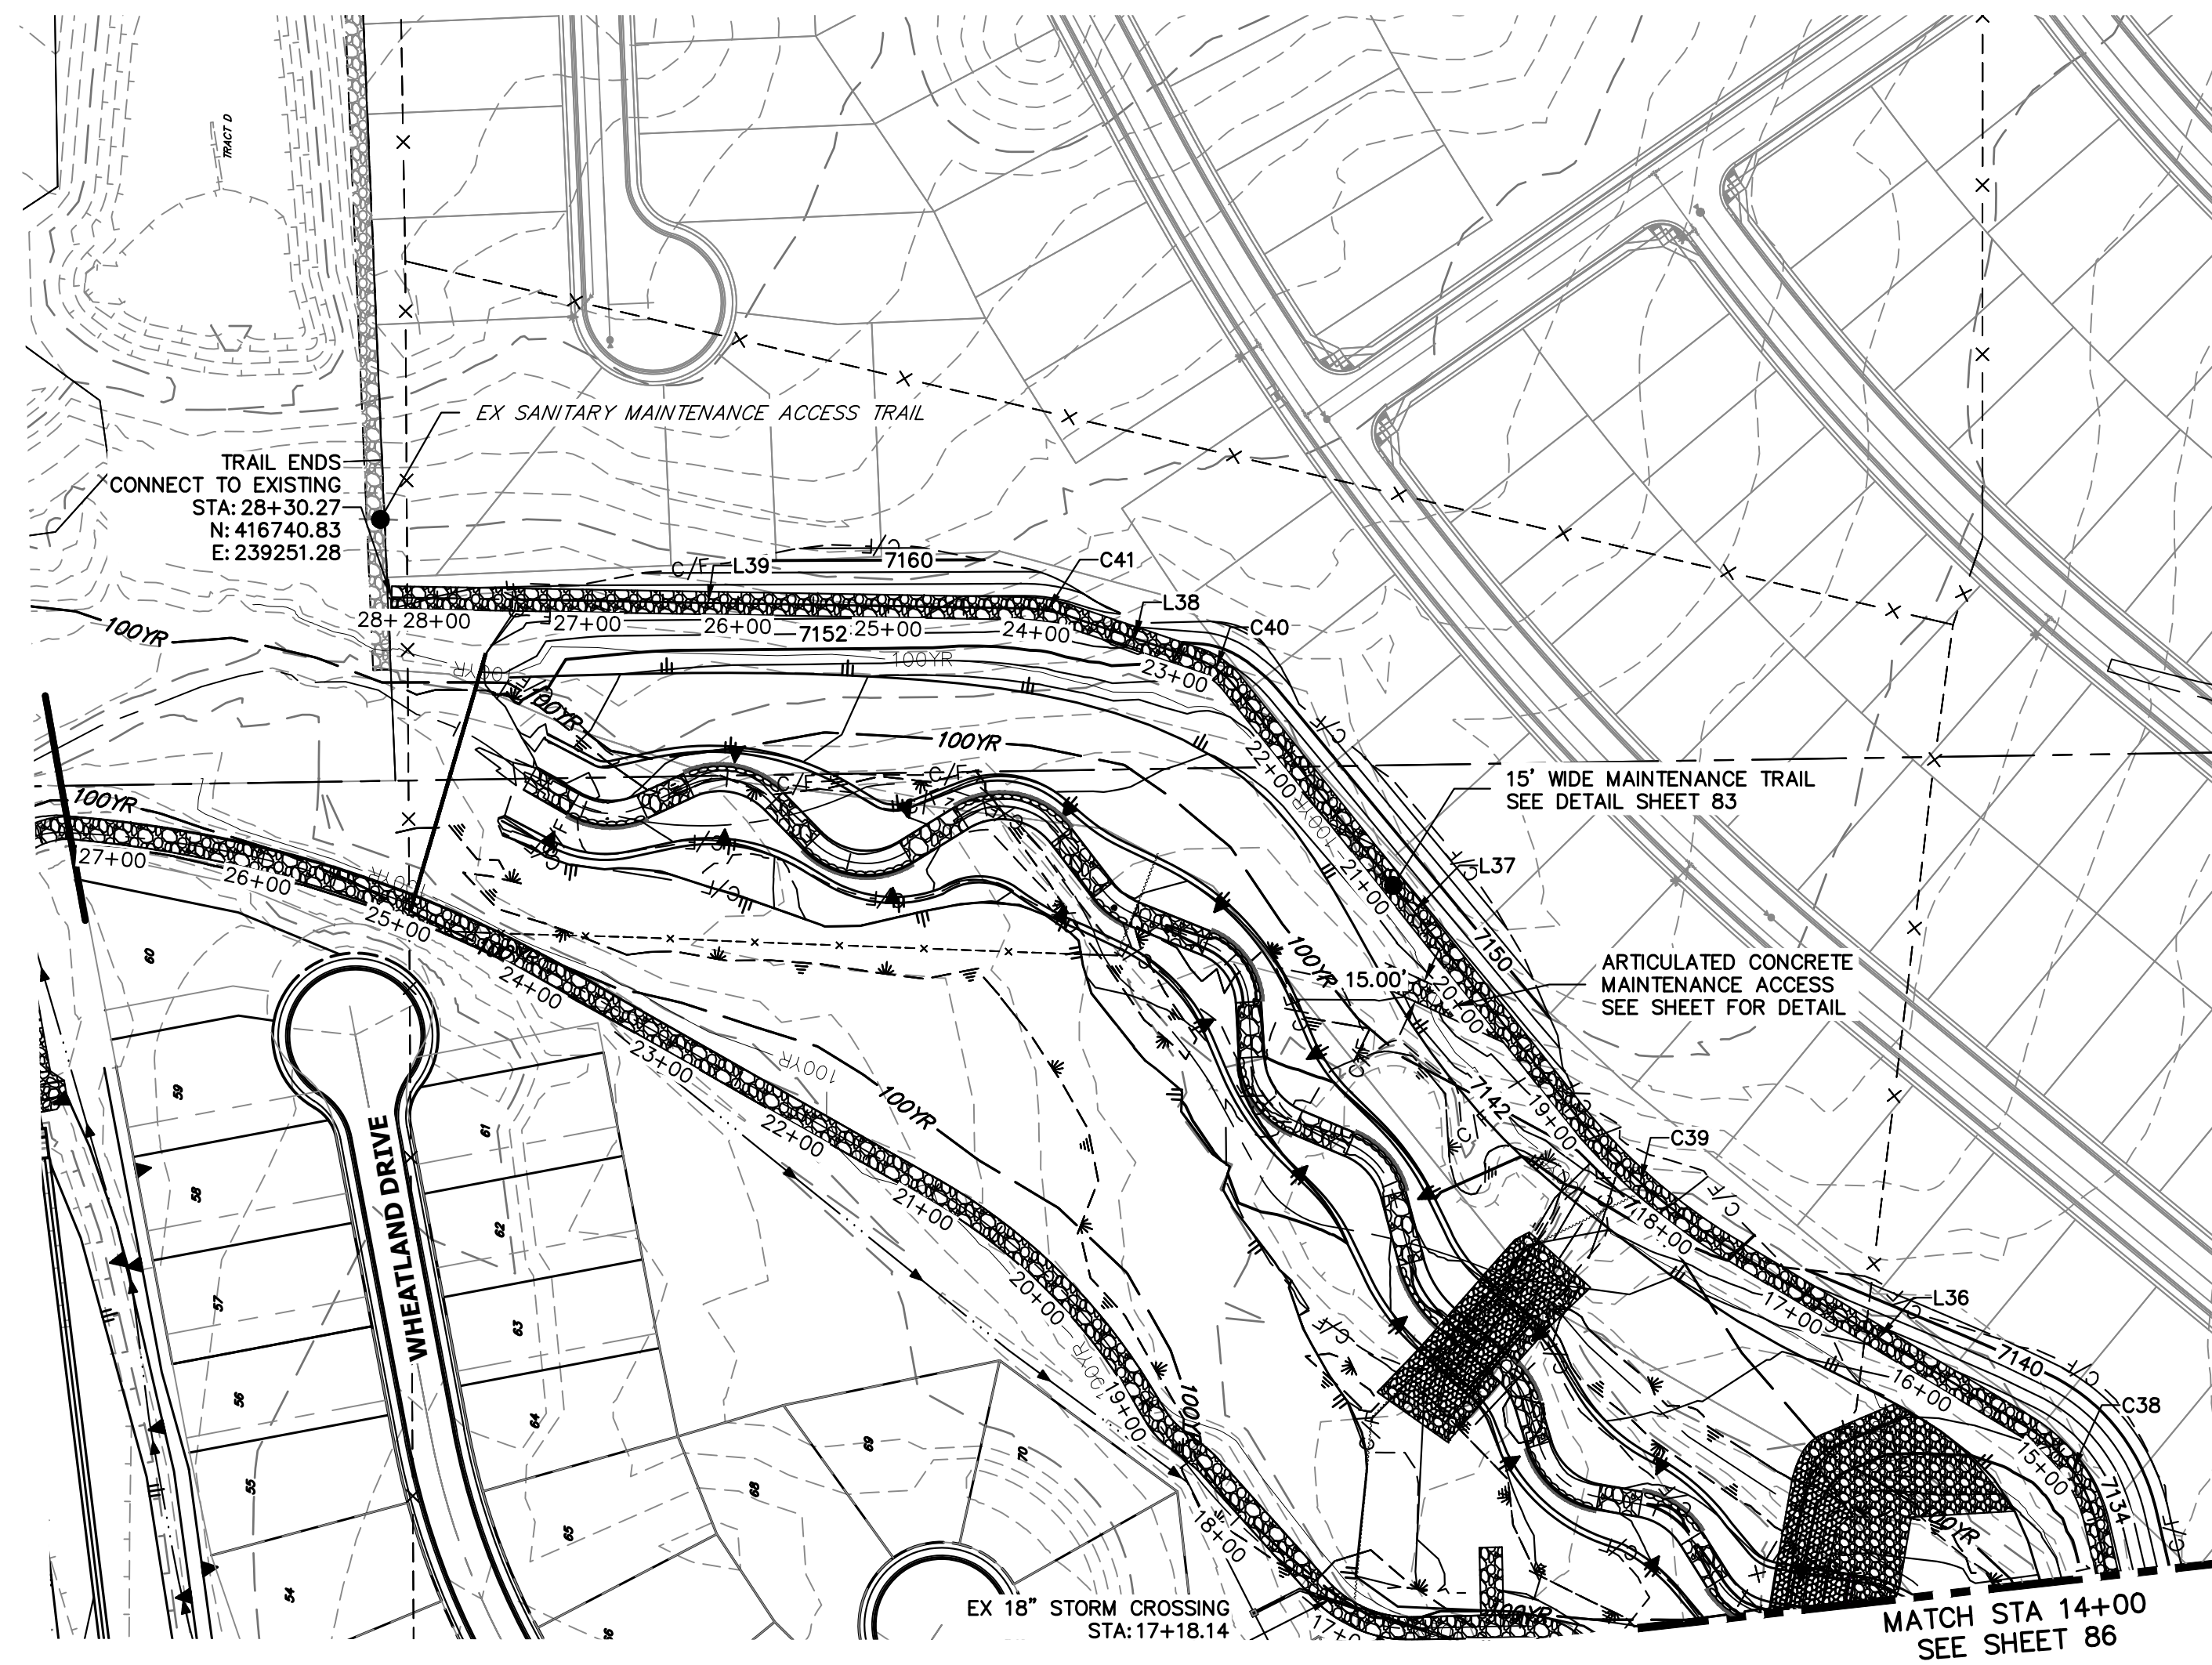 TRACT D
EX SANITARY MAINTENANCE ACCESS TRAIL
TRAIL ENDS
CONNECT TO EXISTING
STA: 28+30.27
N: 416740.83
E: 239251.28
C/F
7160
C/F
L39
C41
L38
C40
28+
28+00
27+00
26+00
7152
25+00
24+00
23+00
100YR
100YR
100YR
100YR
C/F
22+00
100YR
C/F
C/F
15' WIDE MAINTENANCE TRAIL
SEE DETAIL SHEET 83
100YR
100YR
27+00
26+00
25+00
21+00
L37
C/F
C/F
7150
100YR
15.00'
20+00
ARTICULATED CONCRETE
MAINTENANCE ACCESS
SEE SHEET FOR DETAIL
60
24+00
23+00
100YR
100YR
22+00
7142
19+00
C39
59
61
58
62
WHEATLAND DRIVE
21+00
18+00
C/F
57
63
20+00
17+00
L36
C/F
7140
C/F
56
64
100YR
19+00
100YR
16+00
C38
69
70
55
68
15+00
7134
65
18+00
C/F
C/F
54
EX 18" STORM CROSSING
STA: 17+18.14
100YR
MATCH STA 14+00
SEE SHEET 86